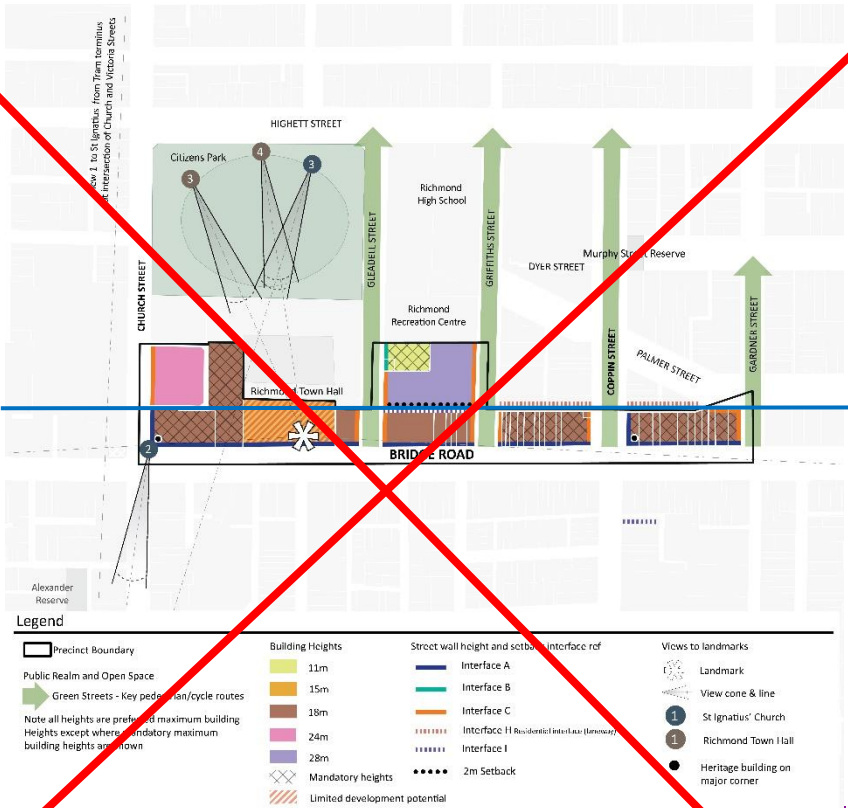 View 1 to St Ignatius from Tram terminus
at intersection of Church and Victoria Streets
HIGHETT STREET
Citizens Park
4
3
3
Richmond
High School
GLEADELL STREET
GRIFFITHS STREET
DYER STREET
Murphy Street Reserve
CHURCH STREET
Richmond
Recreation Centre
COPPIN STREET
PALMER STREET
GARDNER STREET
Richmond Town Hall
2
BRIDGE ROAD
Alexander
Reserve
Legend
Precinct Boundary
Public Realm and Open Space
Green Streets - Key pedestrian/cycle routes
Note all heights are preferred maximum building
Heights except where mandatory maximum
building heights are shown
Building Heights
11m
15m
18m
24m
28m
Mandatory heights
Limited development potential
Street wall height and setback interface ref
Interface A
Interface B
Interface C
Interface H Residential interface (laneway)
Interface I
2m Setback
Views to landmarks
Landmark
View cone & line
1 St Ignatius' Church
1 Richmond Town Hall
Heritage building on
major corner